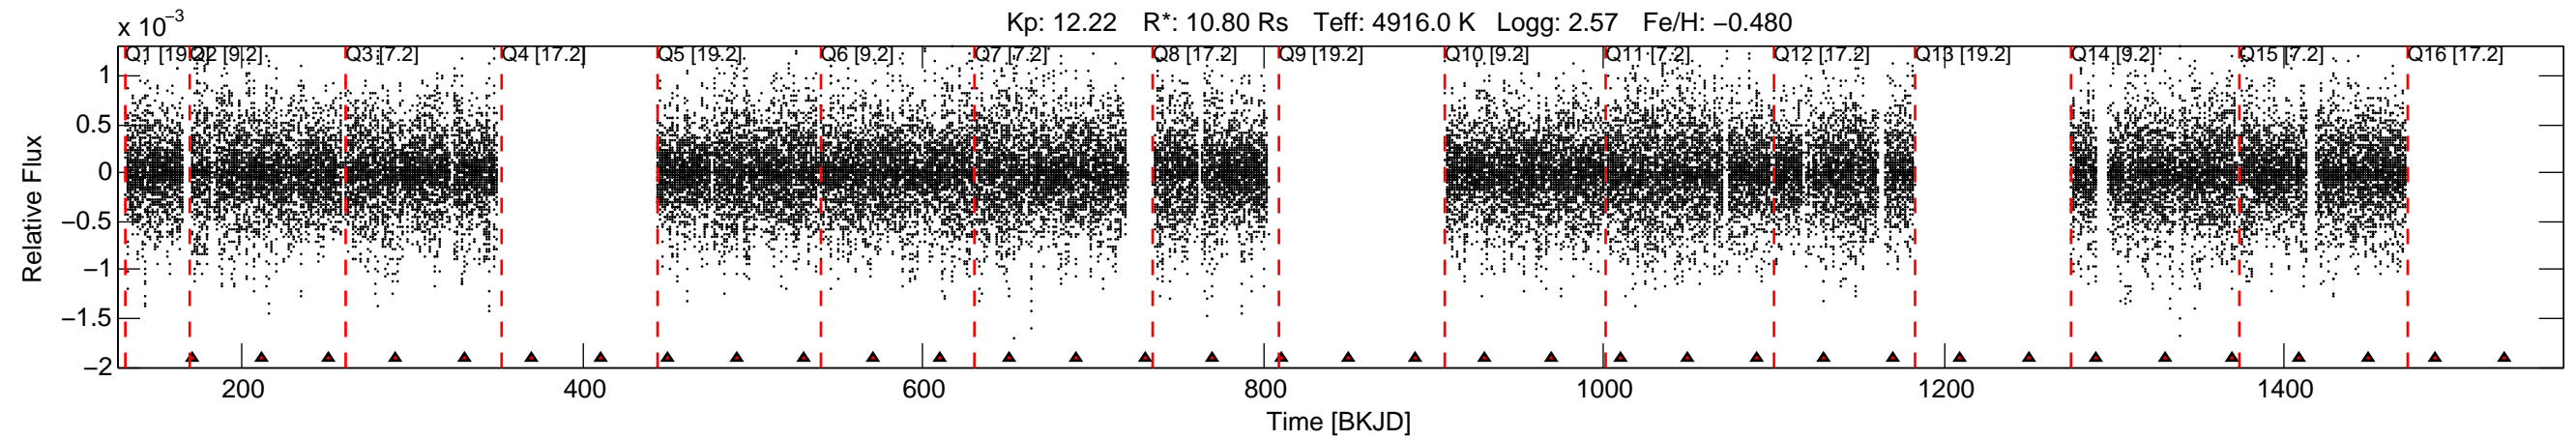 Kp: 12.22 R*: 10.80 Rs Teff: 4916.0 K Logg: 2.57 Fe/H: −0.480
x 10⁻³
Q1 [19.2] Q2 [9.2] Q3 [7.2] Q4 [17.2] Q5 [19.2] Q6 [9.2] Q7 [7.2] Q8 [17.2] Q9 [19.2] Q10 [9.2] Q11 [7.2] Q12 [17.2] Q13 [19.2] Q14 [9.2] Q15 [7.2] Q16 [17.2]
1
0.5
0
−0.5
−1
−1.5
−2
Relative Flux
200 400 600 800 1000 1200 1400
Time [BKJD]